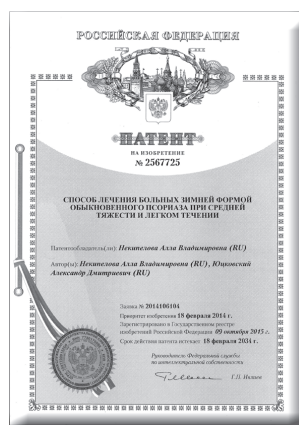 РОССИЙСКАЯ ФЕДЕРАЦИЯ
ПАТЕНТ
НА ИЗОБРЕТЕНИЕ
№ 2567725
СПОСОБ ЛЕЧЕНИЯ БОЛЬНЫХ ЗИМНЕЙ ФОРМОЙ
ОБЫКНОВЕННОГО ПСОРИАЗА ПРИ СРЕДНЕЙ
ТЯЖЕСТИ И ЛЕГКОМ ТЕЧЕНИИ
Патентообладатель(ли): Некипелова Алла Владимировна (RU)
Автор(ы): Некипелова Алла Владимировна (RU), Юцковский
Александр Дмитриевич (RU)
Заявка № 2014106104
Приоритет изобретения 18 февраля 2014 г.
Зарегистрировано в Государственном реестре
изобретений Российской Федерации 09 октября 2015 г.
Срок действия патента истекает 18 февраля 2034 г.
Руководитель Федеральной службы
по интеллектуальной собственности
Г.П. Ивлиев